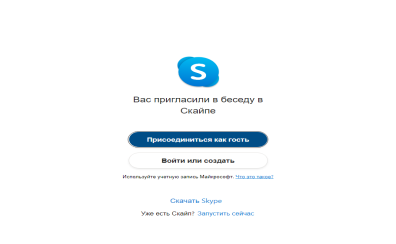 S
Вас пригласили в беседу в
Скайпе
Присоединиться как гость
Войти или создать
Используйте учетную запись Майкрософт. Что это такое?
Скачать Skype
Уже есть Скайп? Запустить сейчас